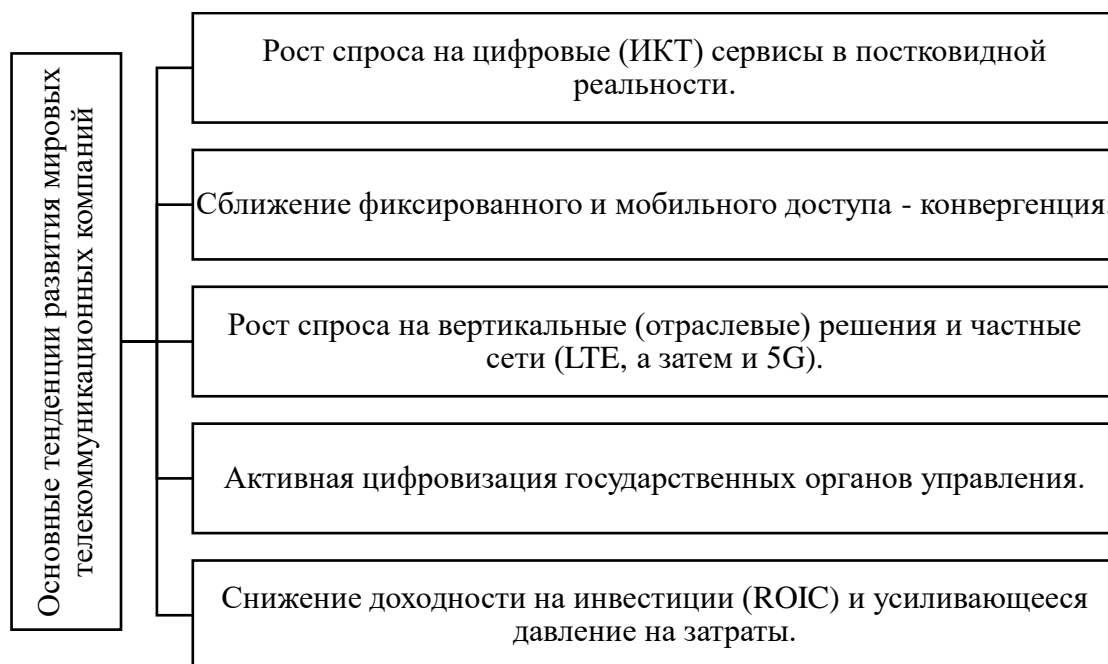 Основные тенденции развития мировых
телекоммуникационных компаний
Рост спроса на цифровые (ИКТ) сервисы в постковидной
реальности.
Сближение фиксированного и мобильного доступа - конвергенция.
Рост спроса на вертикальные (отраслевые) решения и частные
сети (LTE, а затем и 5G).
Активная цифровизация государственных органов управления.
Снижение доходности на инвестиции (ROIC) и усиливающееся
давление на затраты.